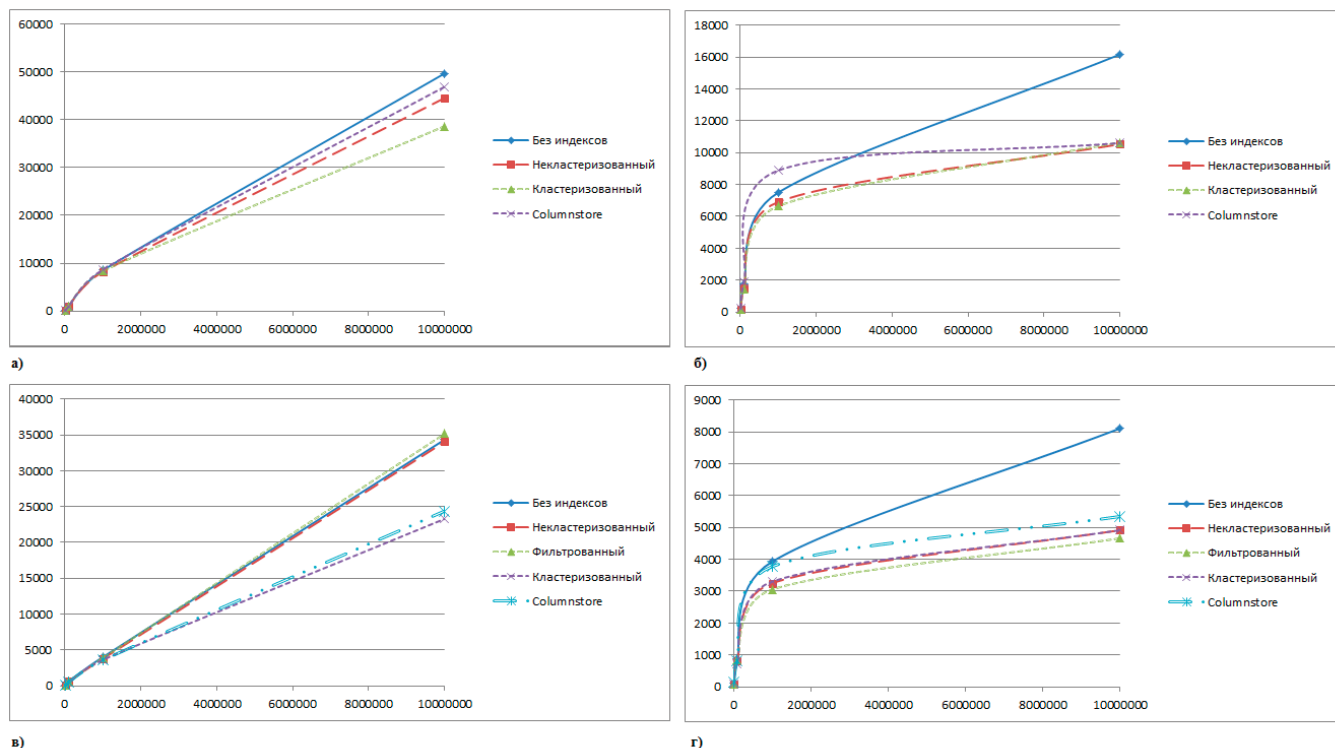 60000
50000
40000
30000
20000
10000
0
0 2000000 4000000 6000000 8000000 10000000
Без индексов
Некластеризованный
Кластеризованный
Columnstore
а)
18000
16000
14000
12000
10000
8000
6000
4000
2000
0
0 2000000 4000000 6000000 8000000 10000000
Без индексов
Некластеризованный
Кластеризованный
Columnstore
б)
40000
35000
30000
25000
20000
15000
10000
5000
0
0 2000000 4000000 6000000 8000000 10000000
Без индексов
Некластеризованный
Фильтрованный
Кластеризованный
Columnstore
в)
9000
8000
7000
6000
5000
4000
3000
2000
1000
0
0 2000000 4000000 6000000 8000000 10000000
Без индексов
Некластеризованный
Фильтрованный
Кластеризованный
Columnstore
г)